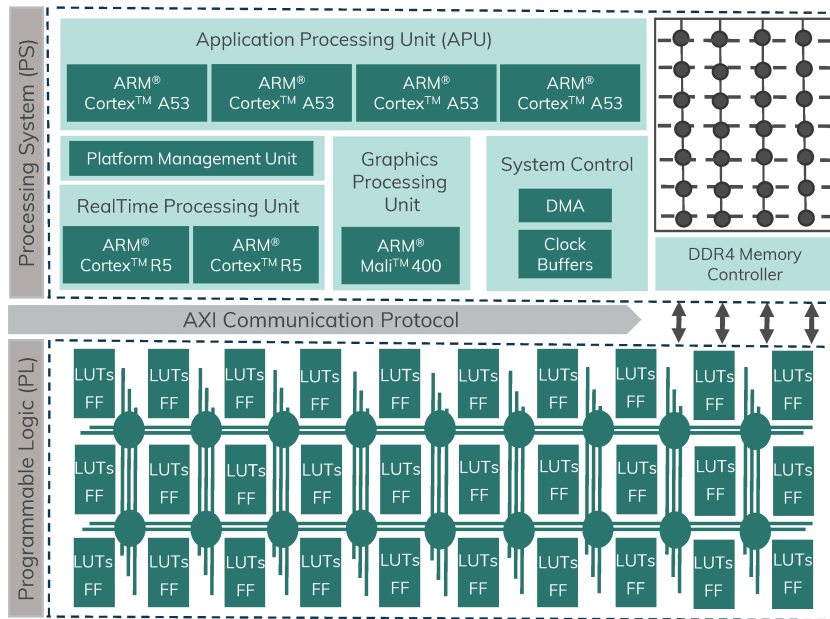 Processing System (PS)
Application Processing Unit (APU)
ARM® Cortex™ A53
ARM® Cortex™ A53
ARM® Cortex™ A53
ARM® Cortex™ A53
Platform Management Unit
RealTime Processing Unit
ARM® Cortex™ R5
ARM® Cortex™ R5
Graphics
Processing
Unit
ARM®
Mali™ 400
System Control
DMA
Clock
Buffers
DDR4 Memory
Controller
AXI Communication Protocol
Programmable Logic (PL)
LUTs LUTs LUTs LUTs LUTs LUTs LUTs LUTs LUTs LUTs
FF FF FF FF FF FF FF FF FF FF
LUTs LUTs LUTs LUTs LUTs LUTs LUTs LUTs LUTs LUTs
FF FF FF FF FF FF FF FF FF FF
LUTs LUTs LUTs LUTs LUTs LUTs LUTs LUTs LUTs LUTs
FF FF FF FF FF FF FF FF FF FF